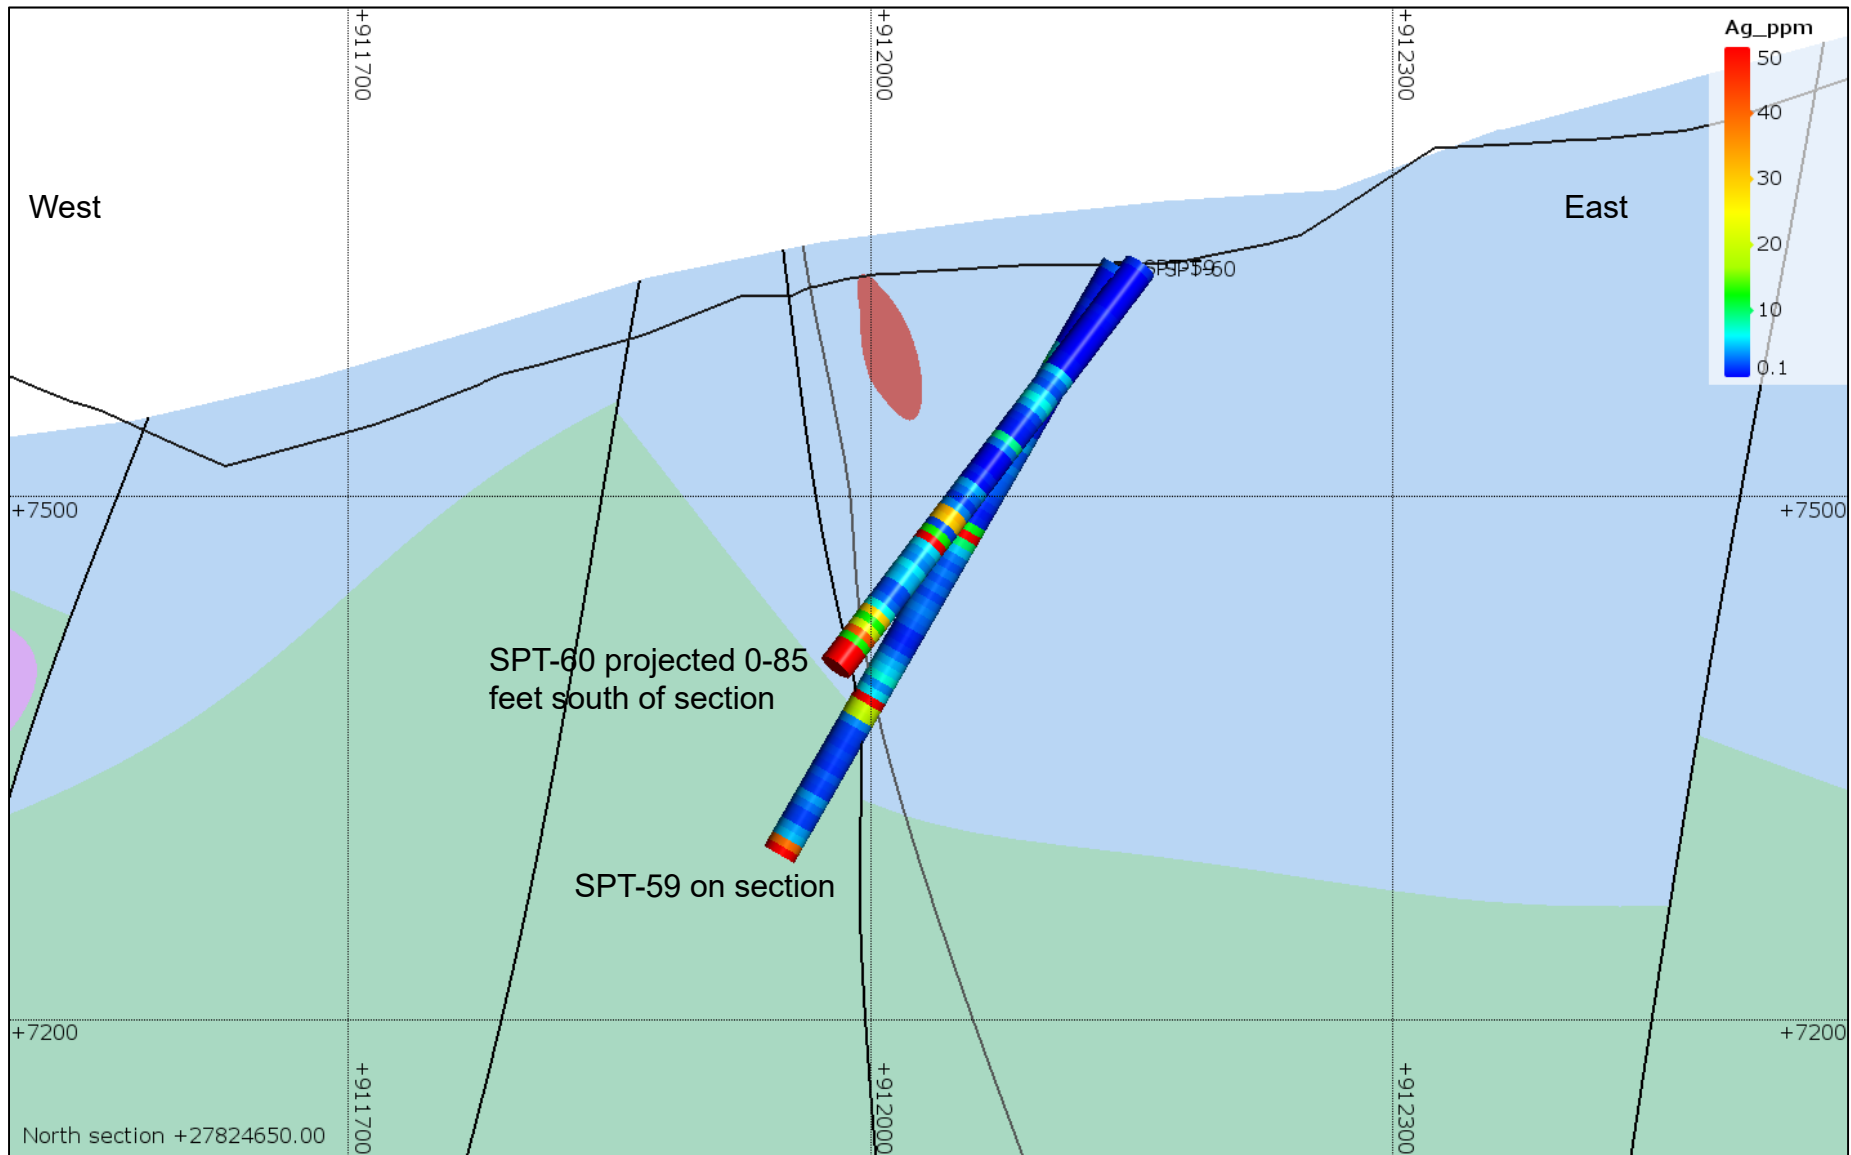 +911700
+912000
+912300
Ag_ppm
50
40
30
20
10
0.1
West
East
SPT-60
+7500
+7500
SPT-60 projected 0-85
feet south of section
SPT-59 on section
+7200
+7200
+911700
+912000
+912300
North section +27824650.00